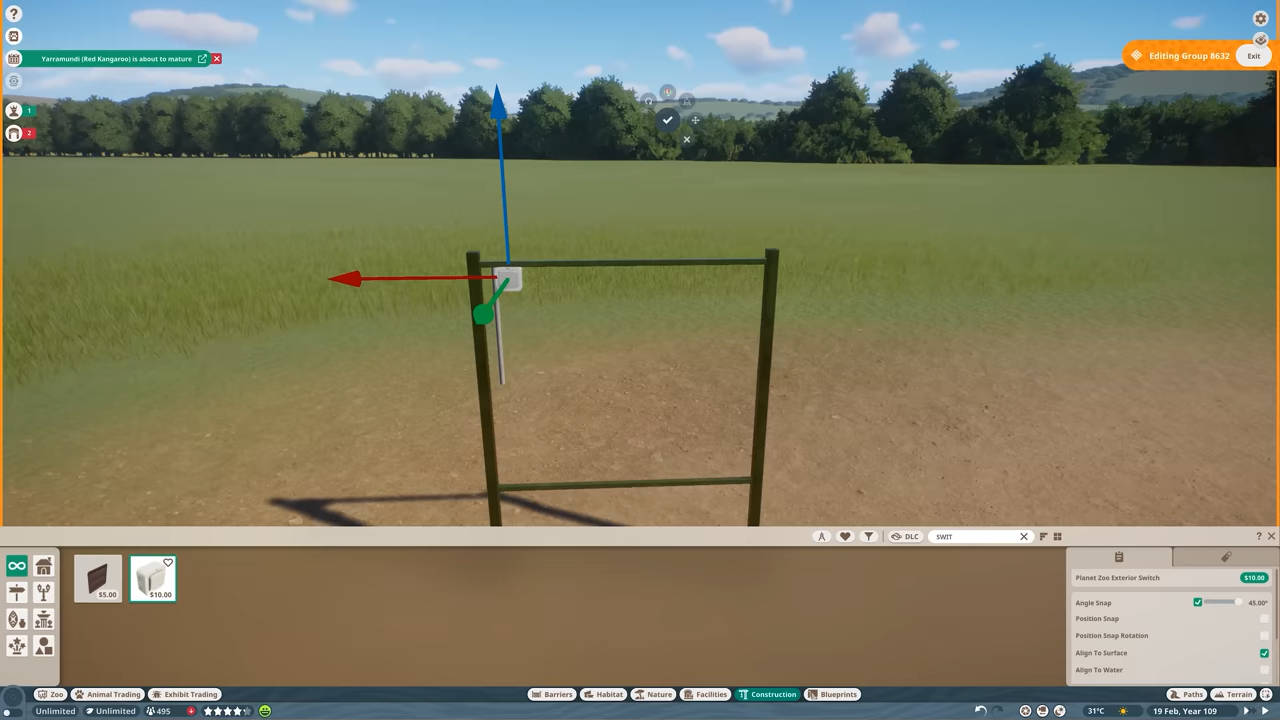 ?
Yarramundi (Red Kangaroo) is about to mature
Editing Group 8632
Exit
1
2
DLC
SWIT
?
$5.00
$10.00
Planet Zoo Exterior Switch
$10.00
Angle Snap
45.00°
Position Snap
Position Snap Rotation
Align To Surface
Align To Water
Zoo
Animal Trading
Exhibit Trading
Barriers
Habitat
Nature
Facilities
Construction
Blueprints
Paths
Terrain
Unlimited
Unlimited
495
31°C
19 Feb, Year 109